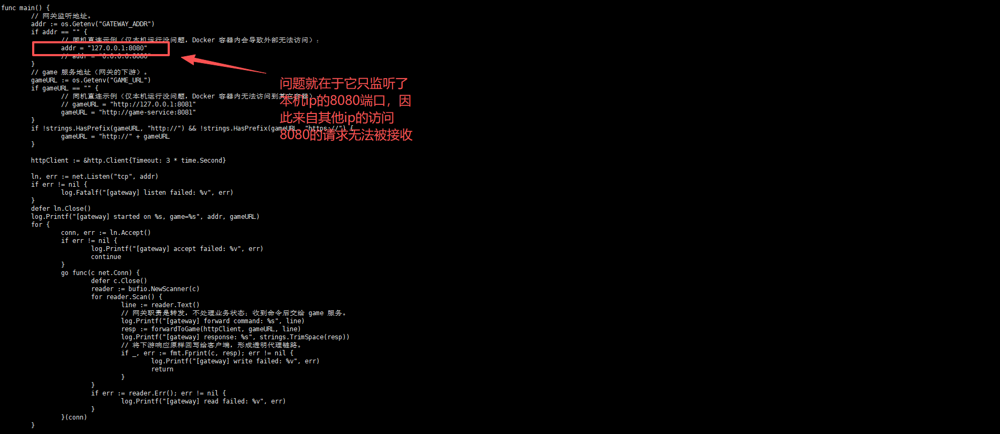 func main() {
// 网关监听地址。
addr := os.Getenv("GATEWAY_ADDR")
if addr == "" {
// 同机直连示例（仅本机运行没问题，Docker 容器内会导致外部无法访问）：
addr = "127.0.0.1:8080"
// addr = "0.0.0.0:8080"
}
// game 服务地址（网关的下游）。
gameURL := os.Getenv("GAME_URL")
if gameURL == "" {
// 同机直连示例（仅本机运行没问题，Docker 容器内无法访问到其它容器）：
// gameURL = "http://127.0.0.1:8081"
gameURL = "http://game-service:8081"
}
if !strings.HasPrefix(gameURL, "http://") && !strings.HasPrefix(gameURL, "https://") {
gameURL = "http://" + gameURL
}
httpClient := &http.Client{Timeout: 3 * time.Second}
ln, err := net.Listen("tcp", addr)
if err != nil {
log.Fatalf("[gateway] listen failed: %v", err)
}
defer ln.Close()
log.Printf("[gateway] started on %s, game=%s", addr, gameURL)
for {
conn, err := ln.Accept()
if err != nil {
log.Printf("[gateway] accept failed: %v", err)
continue
}
go func(c net.Conn) {
defer c.Close()
reader := bufio.NewScanner(c)
for reader.Scan() {
line := reader.Text()
// 网关职责是转发，不处理业务状态；收到命令后交给 game 服务。
log.Printf("[gateway] forward command: %s", line)
resp := forwardToGame(httpClient, gameURL, line)
log.Printf("[gateway] response: %s", strings.TrimSpace(resp))
// 将下游响应原样回写给客户端，形成透明代理链路。
if _, err := fmt.Fprint(c, resp); err != nil {
log.Printf("[gateway] write failed: %v", err)
return
}
}
if err := reader.Err(); err != nil {
log.Printf("[gateway] read failed: %v", err)
}
}(conn)
}
问题就在于它只监听了
本机ip的8080端口，因
此来自其他ip的访问
8080的请求无法被接收